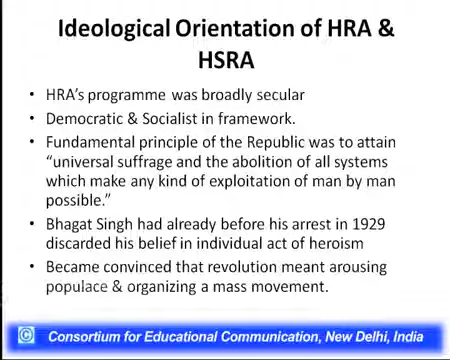 Ideological Orientation of HRA &
HSRA
• HRA's programme was broadly secular
• Democratic & Socialist in framework.
• Fundamental principle of the Republic was to attain
"universal suffrage and the abolition of all systems
which make any kind of exploitation of man by man
possible."
• Bhagat Singh had already before his arrest in 1929
discarded his belief in individual act of heroism
• Became convinced that revolution meant arousing
populace & organizing a mass movement.
© Consortium for Educational Communication, New Delhi, India